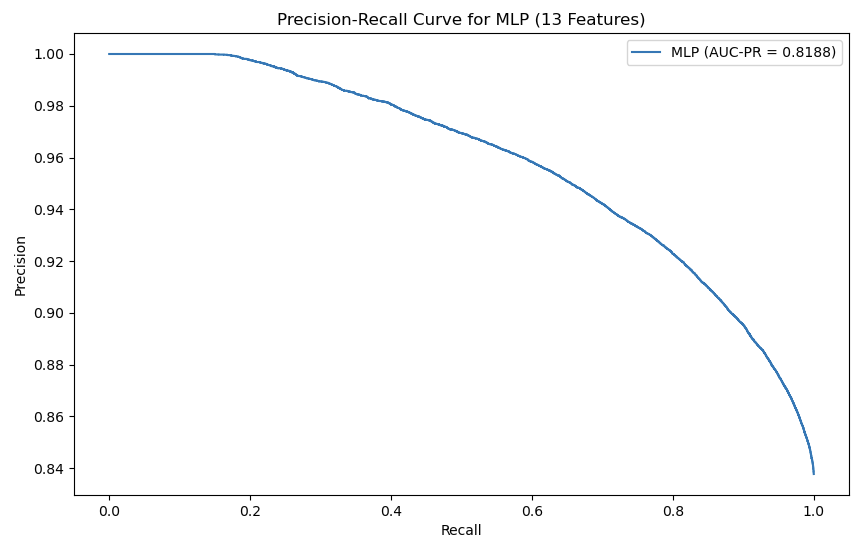 Precision-Recall Curve for MLP (13 Features)
MLP (AUC-PR = 0.8188)
Precision
1.00
0.98
0.96
0.94
0.92
0.90
0.88
0.86
0.84
0.0 0.2 0.4 0.6 0.8 1.0
Recall